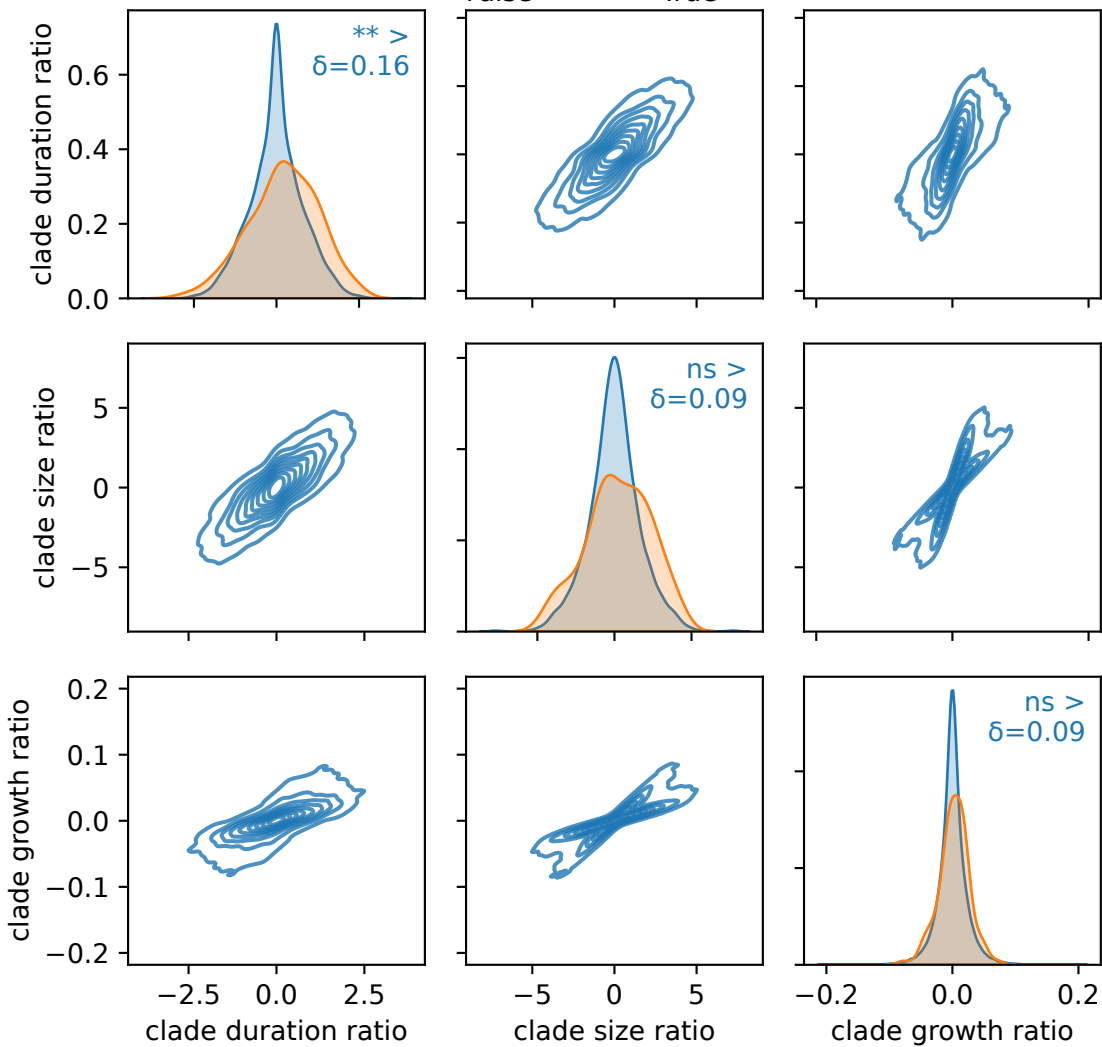 False True
clade duration ratio
0.6
0.4
0.2
0.0
** >
δ=0.16
clade size ratio
5
0
−5
ns >
δ=0.09
clade growth ratio
0.2
0.1
0.0
−0.1
−0.2
ns >
δ=0.09
−2.5 0.0 2.5
−5 0 5
−0.2 0.0 0.2
clade duration ratio
clade size ratio
clade growth ratio